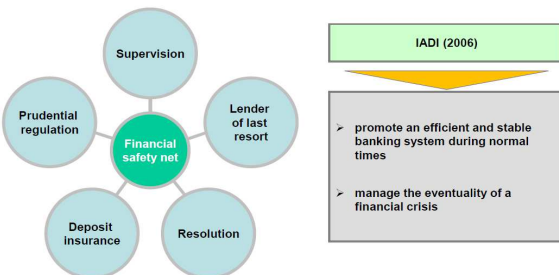 Supervision
Prudential
regulation
Lender
of last
resort
Financial
safety net
Deposit
insurance
Resolution
IADI (2006)
➢ promote an efficient and stable
banking system during normal
times
➢ manage the eventuality of a
financial crisis